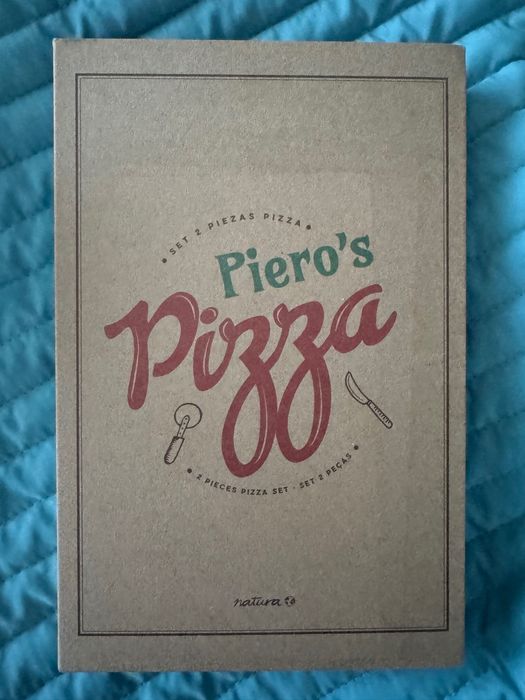 • SET 2 PIEZAS PIZZA •
Piero's
Pizza
• 2 PIECES PIZZA SET · SET 2 PEÇAS •
natura